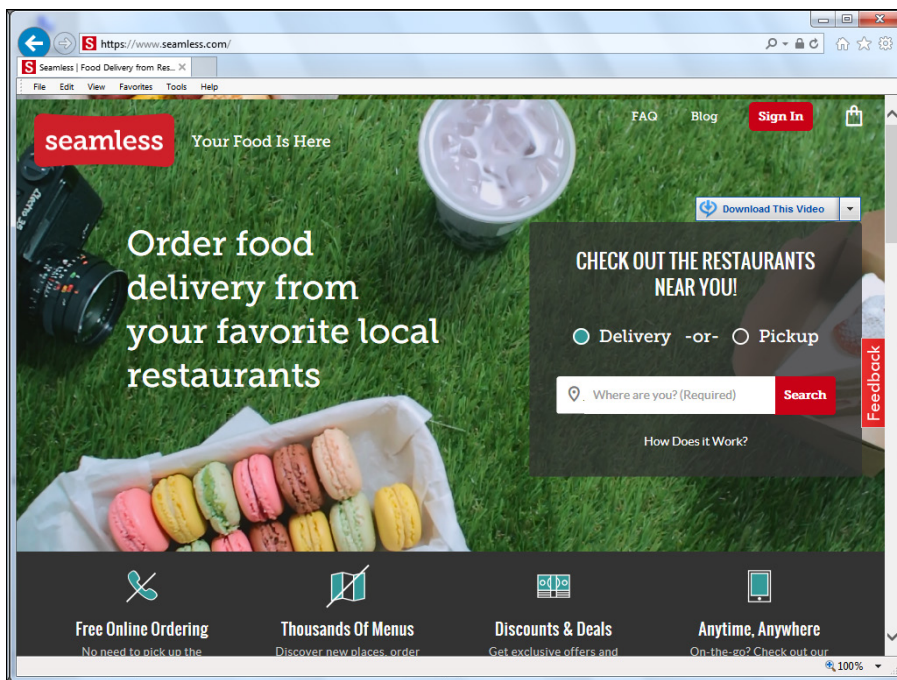 https://www.seamless.com/
Seamless | Food Delivery from Res...
File Edit View Favorites Tools Help
seamless
Your Food Is Here
FAQ
Blog
Sign In
Download This Video
Order food
delivery from
your favorite local
restaurants
CHECK OUT THE RESTAURANTS
NEAR YOU!
Delivery -or- Pickup
Where are you? (Required)
Search
How Does it Work?
Feedback
Free Online Ordering
No need to pick up the
Thousands Of Menus
Discover new places, order
Discounts & Deals
Get exclusive offers and
Anytime, Anywhere
On-the-go? Check out our
100%